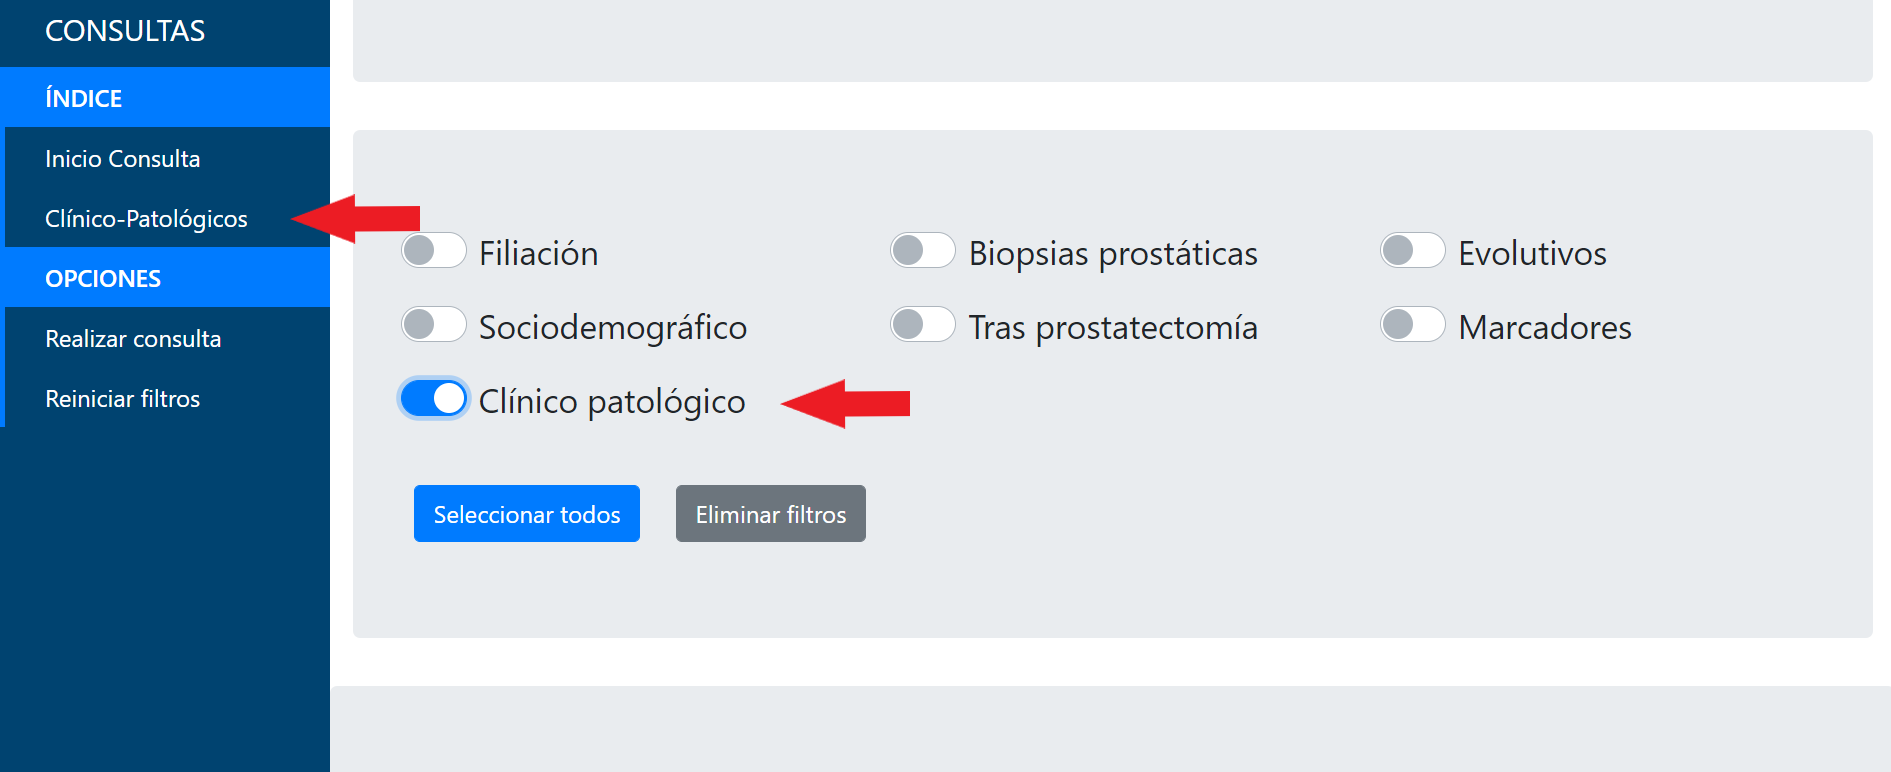 CONSULTAS
ÍNDICE
Inicio Consulta
Clínico-Patológicos
OPCIONES
Realizar consulta
Reiniciar filtros
Filiación
Biopsias prostáticas
Evolutivos
Sociodemográfico
Tras prostatectomía
Marcadores
Clínico patológico
Seleccionar todos
Eliminar filtros